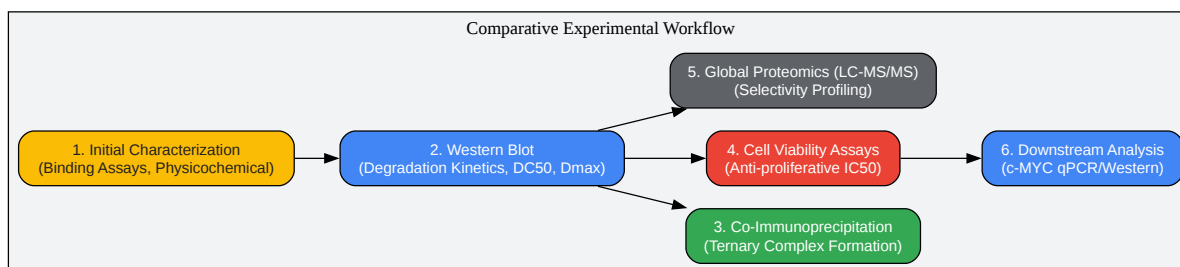 Comparative Experimental Workflow
5. Global Proteomics (LC-MS/MS)
(Selectivity Profiling)
1. Initial Characterization
(Binding Assays, Physicochemical)
2. Western Blot
(Degradation Kinetics, DC50, Dmax)
4. Cell Viability Assays
(Anti-proliferative IC50)
6. Downstream Analysis
(c-MYC qPCR/Western)
3. Co-Immunoprecipitation
(Ternary Complex Formation)